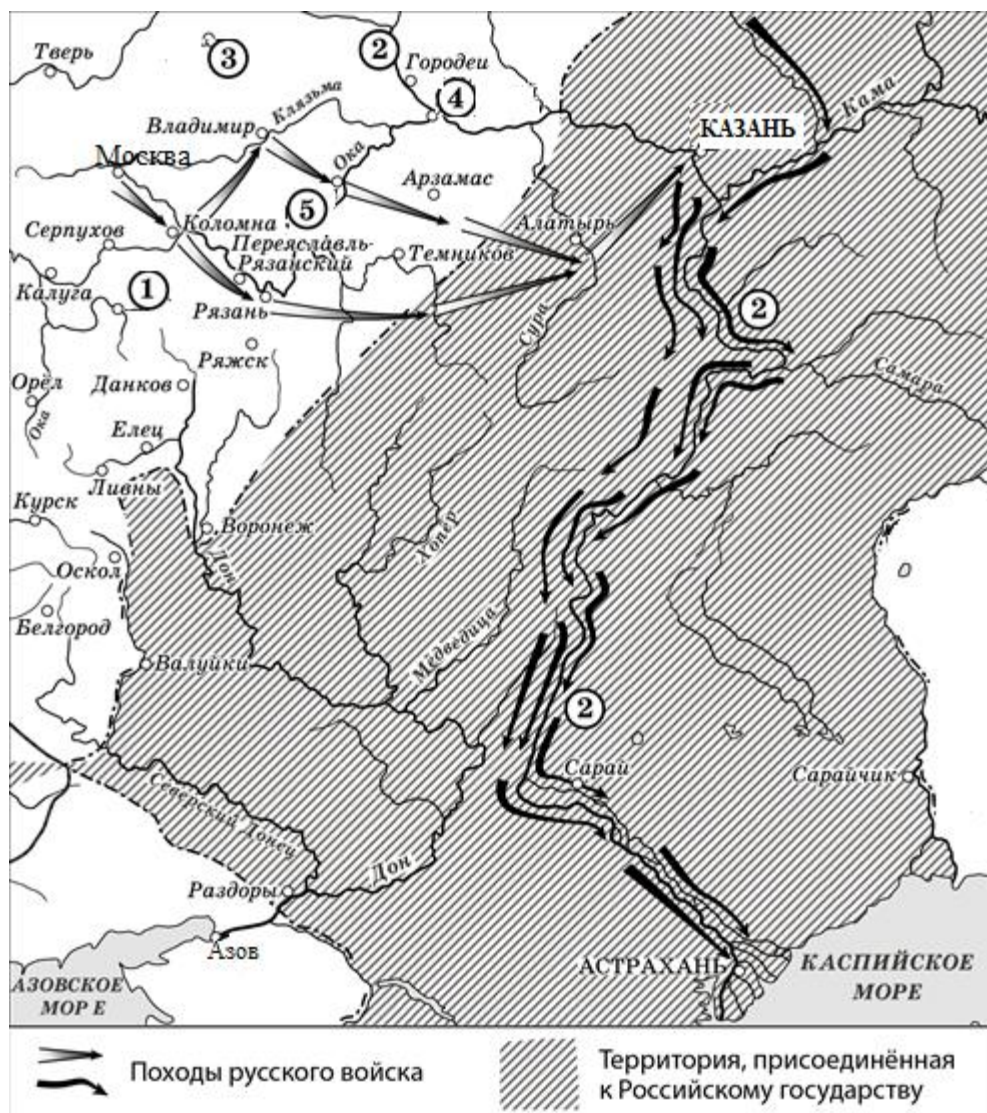 3
2
Тверь
Городец
4
Кама
Клязьма
Владимир
КАЗАНЬ
Москва
Ока
Арзамас
5
Коломна
Серпухов
Переяславль-
Рязанский
Алатырь
Темников
1
Калуга
Рязань
Сура
2
Ряжск
Орёл
Данков
Самара
Ока
Елец
Ливны
Курск
Воронеж
Хопёр
Дон
Оскол
Белгород
Медведица
Валуйки
2
Сарай
Сарайчик
Северский Донец
Дон
Раздоры
Азов
АСТРАХАНЬ
КАСПИЙСКОЕ
МОРЕ
АЗОВСКОЕ
МОРЕ
Походы русского войска
Территория, присоединённая
к Российскому государству